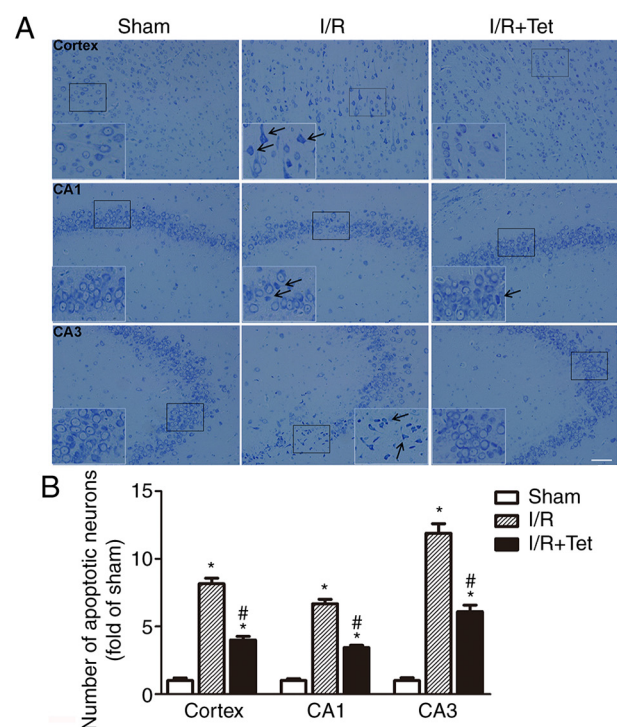 A
Sham
I/R
I/R+Tet
Cortex
CA1
CA3
B
Number of apoptotic neurons
(fold of sham)
15
10
5
0
*
#
*
*
#
*
*
#
*
Sham
I/R
I/R+Tet
Cortex
CA1
CA3